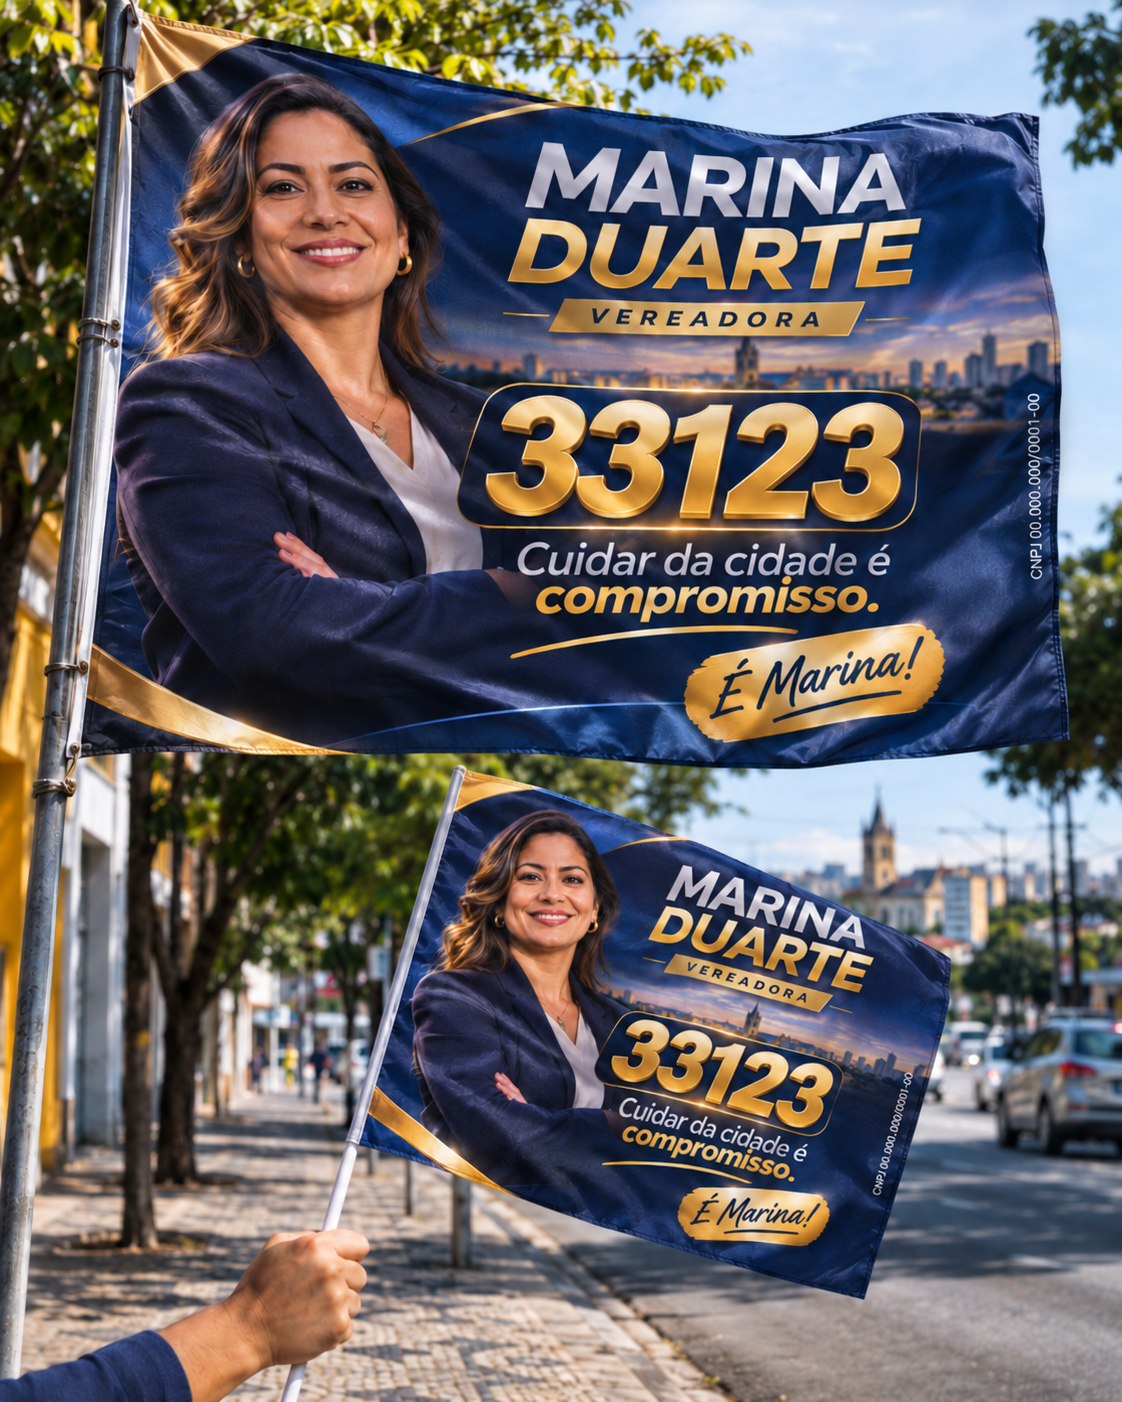 MARINA
DUARTE
VEREADORA
33123
Cuidar da cidade é
compromisso.
É Marina!
CNPJ 00.000.000/0001-00
MARINA
DUARTE
VEREADORA
33123
Cuidar da cidade é
compromisso.
É Marina!
CNPJ 00.000.000/0001-00